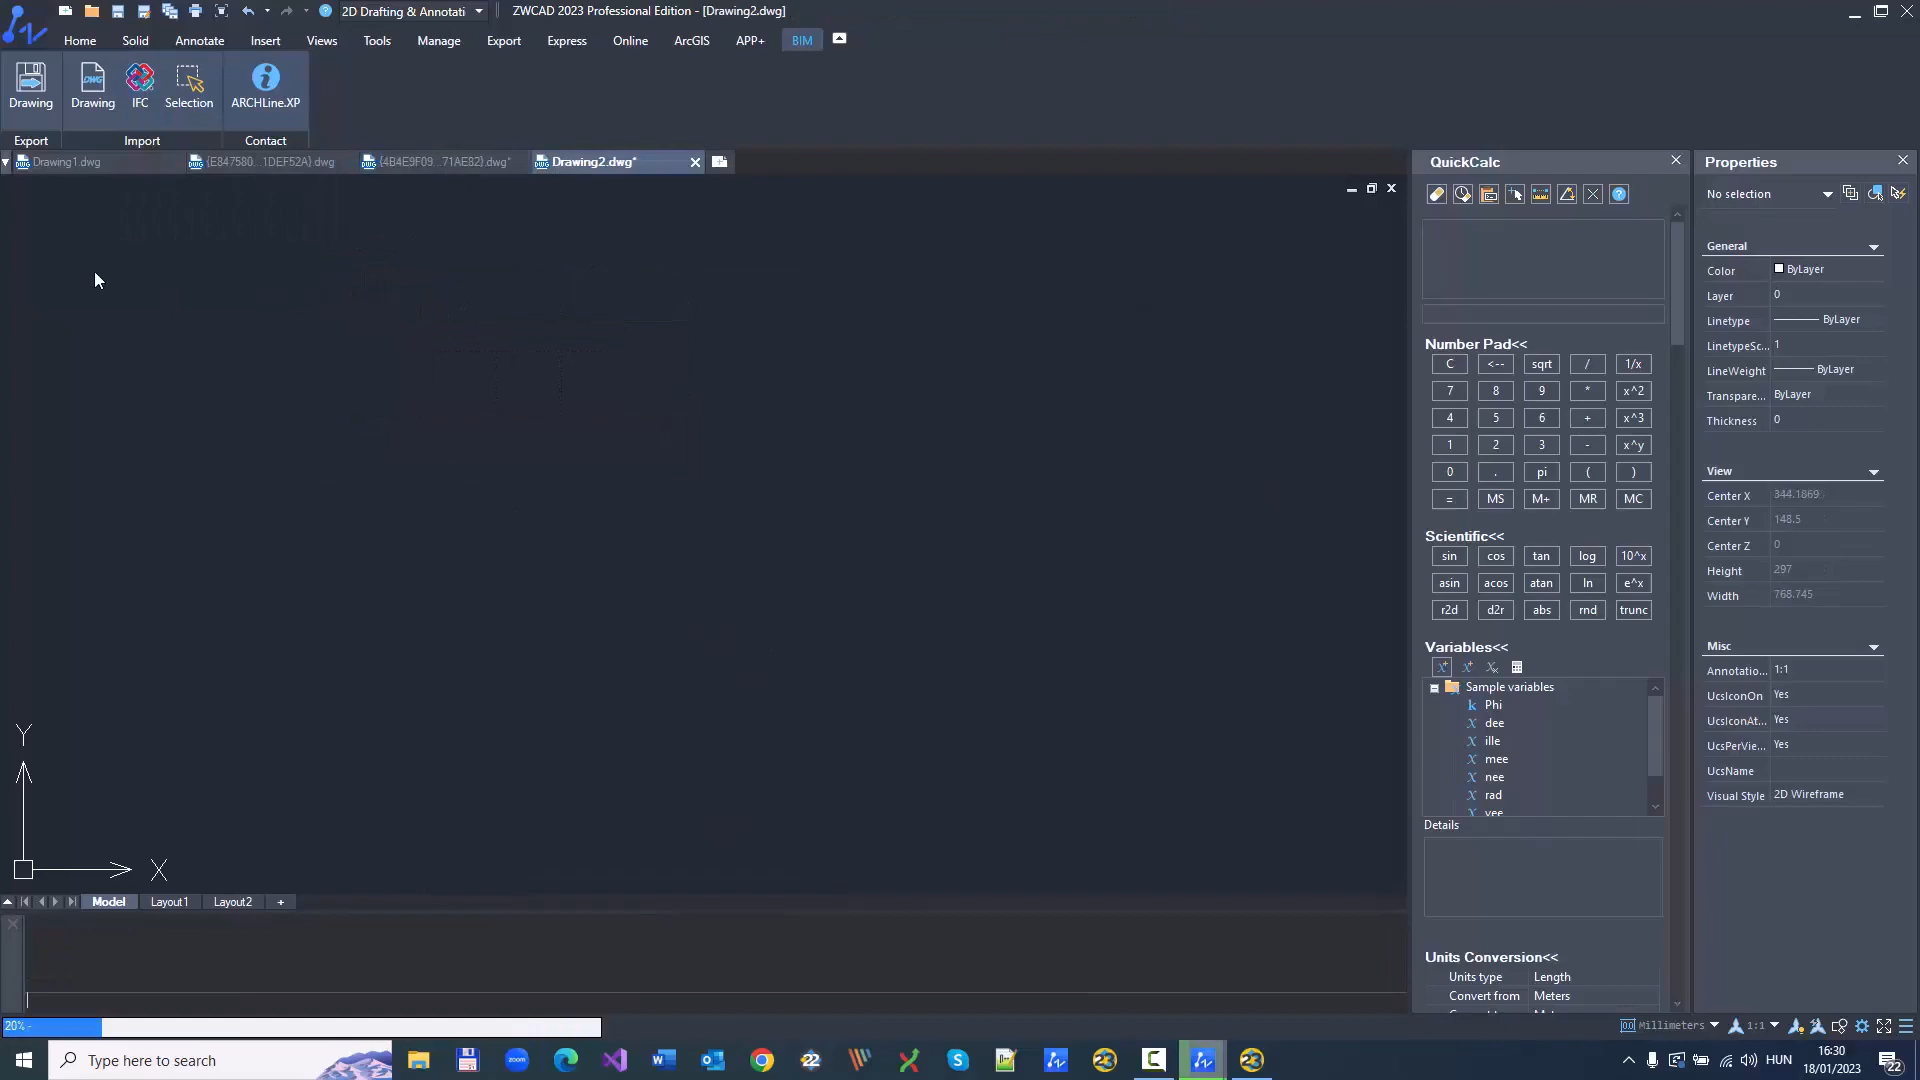 2D Drafting & Annotati
ZWCAD 2023 Professional Edition - [Drawing2.dwg]
Home Solid Annotate Insert Views Tools Manage Export Express Online ArcGIS APP+ BIM
DWG
Drawing Drawing IFC Selection ARCHLine.XP
Export Import Contact
Drawing1.dwg {E847580...1DEF52A}.dwg {4B4E9F09...71AE82}.dwg* Drawing2.dwg*
QuickCalc
Number Pad<<
C <-- sqrt / 1/x
7 8 9 * x^2
4 5 6 + x^3
1 2 3 - x^y
0 . pi ( )
= MS M+ MR MC
Scientific<<
sin cos tan log 10^x
asin acos atan ln e^x
r2d d2r abs rnd trunc
Variables<<
Sample variables
k Phi
X dee
X ille
X mee
X nee
X rad
X vee
Details
Units Conversion<<
Units type Length
Convert from Meters
Properties
No selection
General
Color ByLayer
Layer 0
Linetype ByLayer
LinetypeSc... 1
LineWeight ByLayer
Transpare... ByLayer
Thickness 0
View
Center X 344.1869
Center Y 148.5
Center Z 0
Height 297
Width 768.745
Misc
Annotatio... 1:1
UcsIconOn Yes
UcsIconAt... Yes
UcsPerVie... Yes
UcsName
Visual Style 2D Wireframe
Y
X
Model Layout1 Layout2 +
20% -
Millimeters 1:1
Type here to search
HUN
16:30
18/01/2023
22